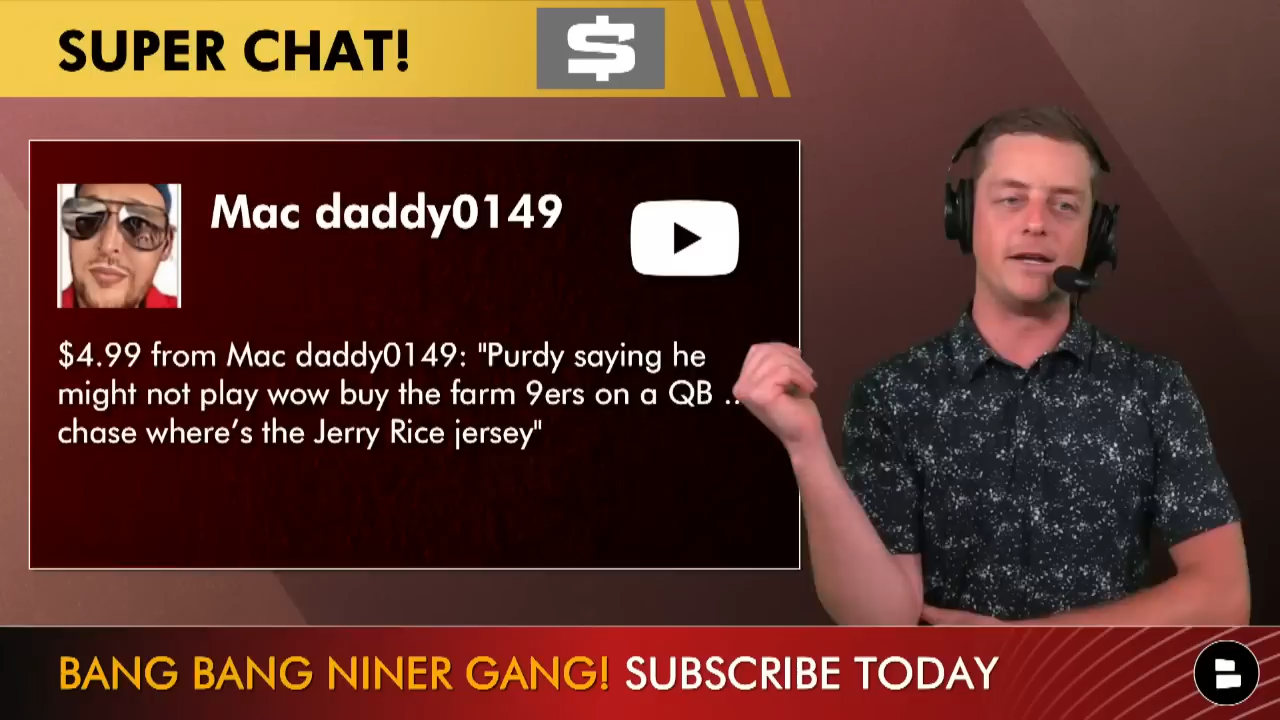 SUPER CHAT!
$
Mac daddy0149
$4.99 from Mac daddy0149: "Purdy saying he
might not play wow buy the farm 9ers on a QB ..
chase where’s the Jerry Rice jersey"
BANG BANG NINER GANG! SUBSCRIBE TODAY